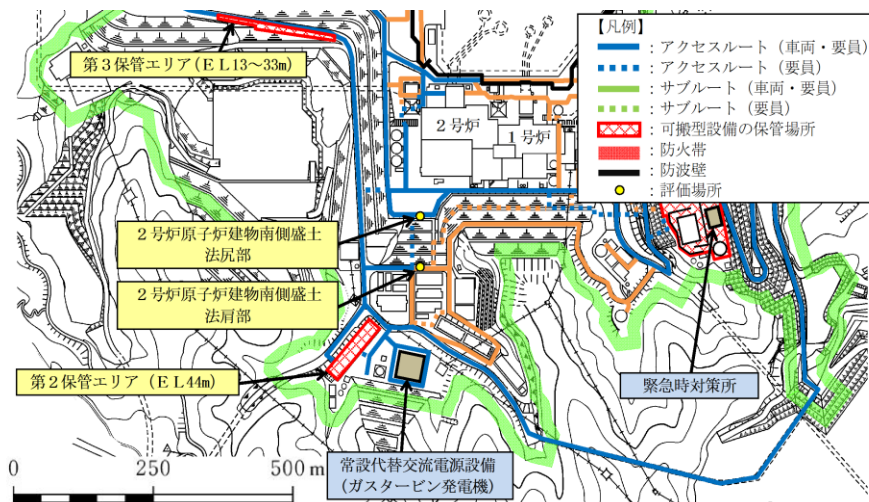 【凡例】
：アクセスルート（車両・要員）
：アクセスルート（要員）
：サブルート（車両・要員）
：サブルート（要員）
：可搬型設備の保管場所
：防火帯
：防波壁
：評価場所
第３保管エリア（ＥＬ13～33m）
２号炉
１号炉
２号炉原子炉建物南側盛土
法尻部
２号炉原子炉建物南側盛土
法肩部
第２保管エリア（ＥＬ44m）
緊急時対策所
常設代替交流電源設備
（ガスタービン発電機）
0 250 500 m